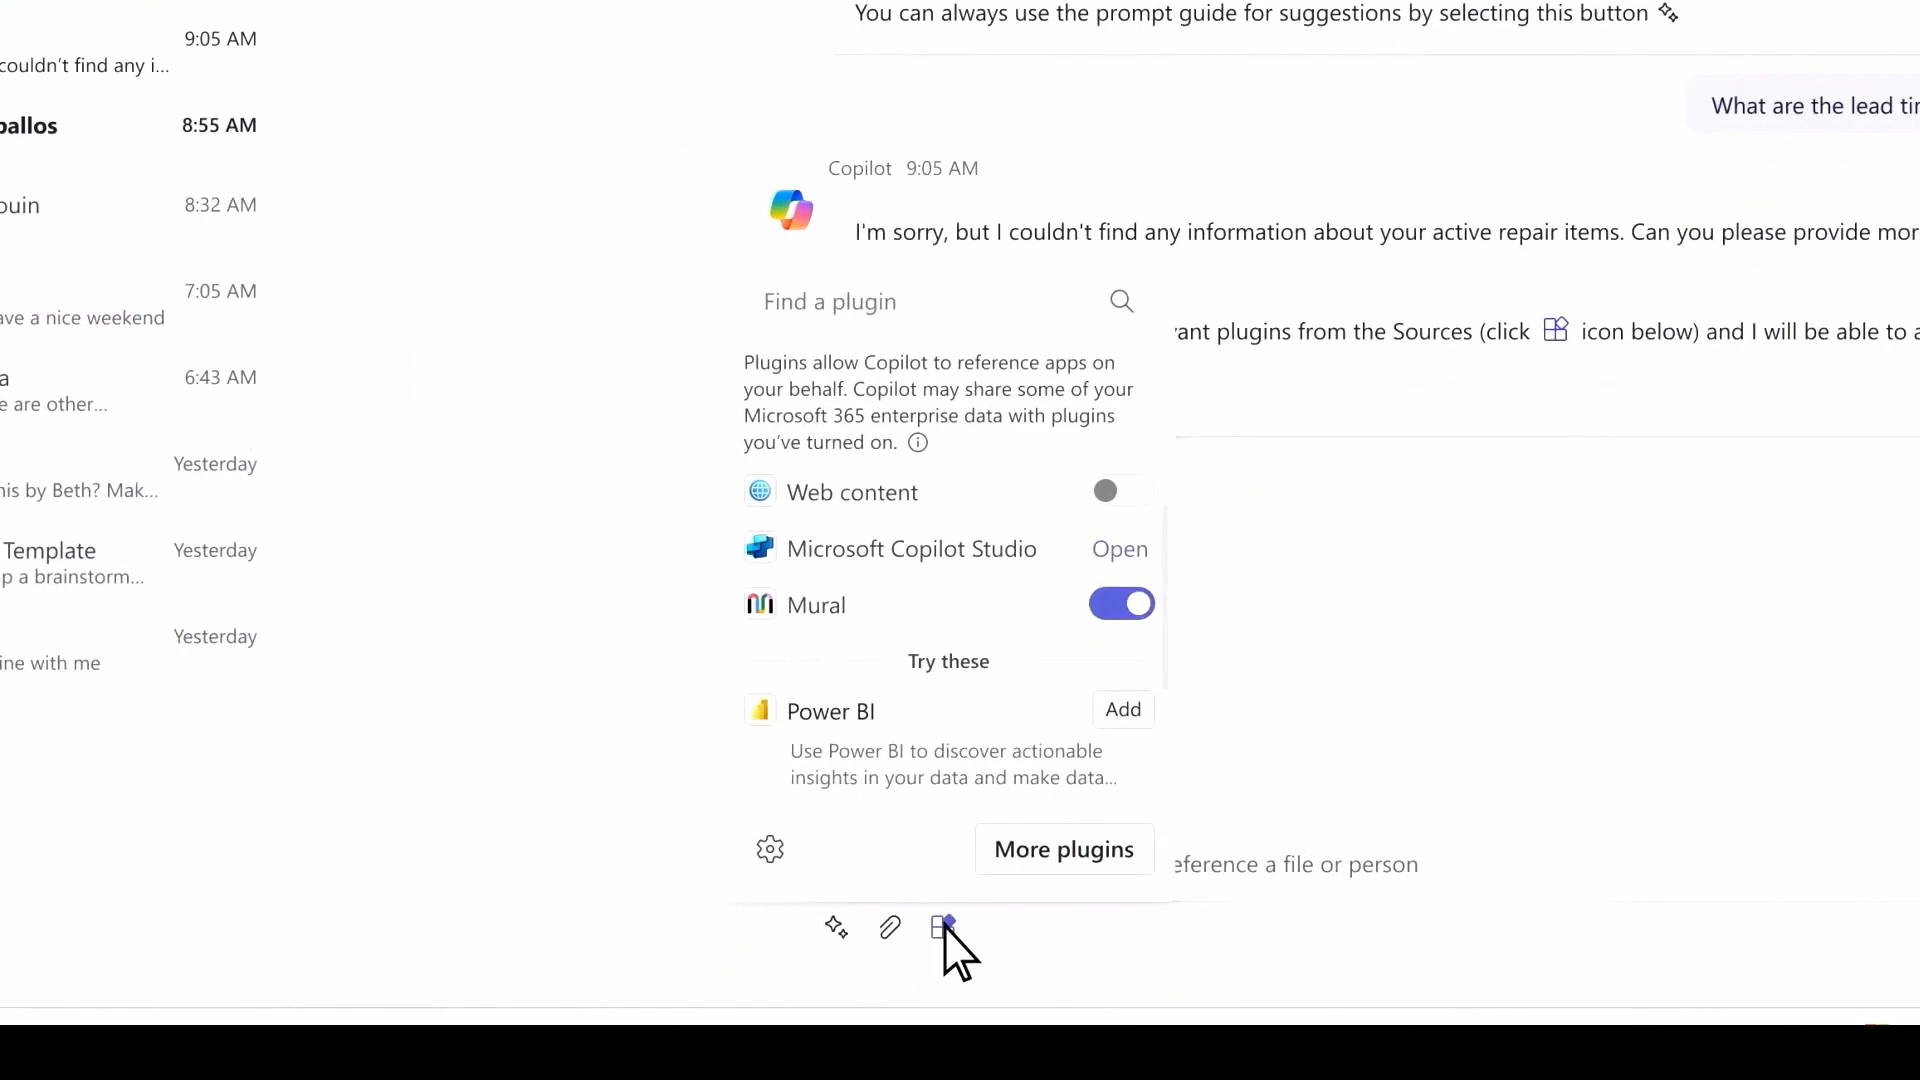 You can always use the prompt guide for suggestions by selecting this button
9:05 AM
couldn't find any i...
ballos 8:55 AM
ouin 8:32 AM
7:05 AM
ave a nice weekend
a 6:43 AM
e are other...
Yesterday
his by Beth? Mak...
Template Yesterday
p a brainstorm...
Yesterday
ine with me
What are the lead tir
Copilot 9:05 AM
I'm sorry, but I couldn't find any information about your active repair items. Can you please provide mor
vant plugins from the Sources (click icon below) and I will be able to a
Find a plugin
Plugins allow Copilot to reference apps on
your behalf. Copilot may share some of your
Microsoft 365 enterprise data with plugins
you've turned on.
Web content
Microsoft Copilot Studio Open
Mural
Try these
Power BI Add
Use Power BI to discover actionable
insights in your data and make data...
More plugins
eference a file or person